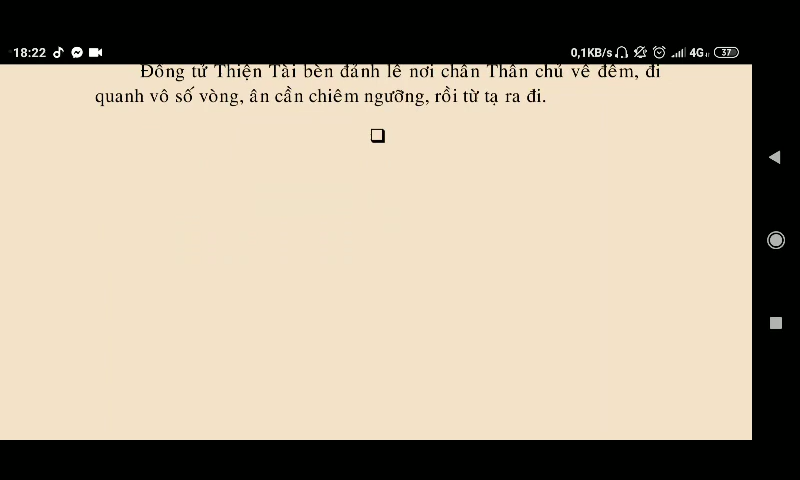 18:22
0,1KB/s
4G
37
Đồng tử Thiện Tài bèn đảnh lễ nơi chân Thần chủ về đêm, đi
quanh vô số vòng, ân cần chiêm ngưỡng, rồi từ tạ ra đi.